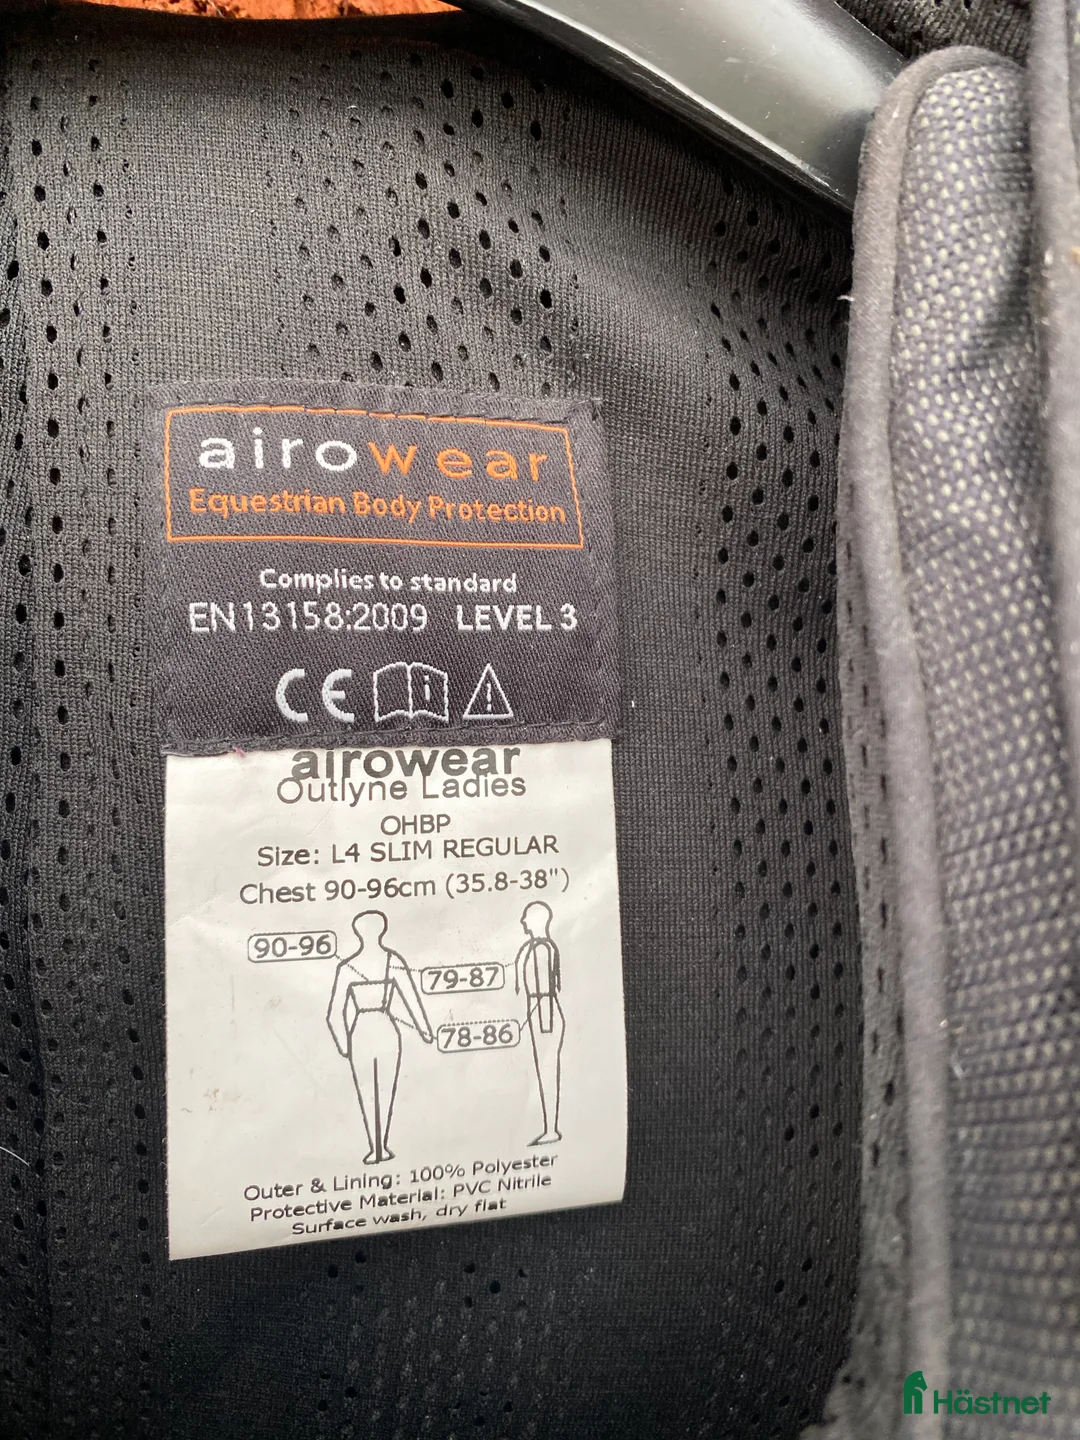 airowear
Equestrian Body Protection
Complies to standard
EN13158:2009 LEVEL 3
CE
airowear
Outlyne Ladies
OHBP
Size: L4 SLIM REGULAR
Chest 90-96cm (35.8-38")
90-96
79-87
78-86
Outer & Lining: 100% Polyester
Protective Material: PVC Nitrile
Surface wash, dry flat
Hästnet